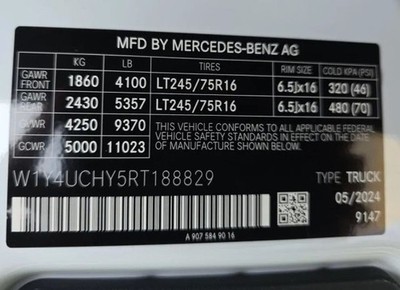 MFD BY MERCEDES-BENZ AG
KG LB TIRES RIM SIZE COLD KPA(PSI)
GAWR FRONT 1860 4100 LT245/75R16 6.5Jx16 320 (46)
GAWR REAR 2430 5357 LT245/75R16 6.5Jx16 480 (70)
GVWR 4250 9370 THIS VEHICLE CONFORMS TO ALL APPLICABLE
FEDERAL MOTOR VEHICLE SAFETY STANDARDS IN
GCWR 5000 11023 EFFECT ON THE DATE OF
MANUFACTURE SHOWN ABOVE.
W1Y4UCHY5RT188829 TYPE TRUCK
05/2024
9147
A 907 584 90 16